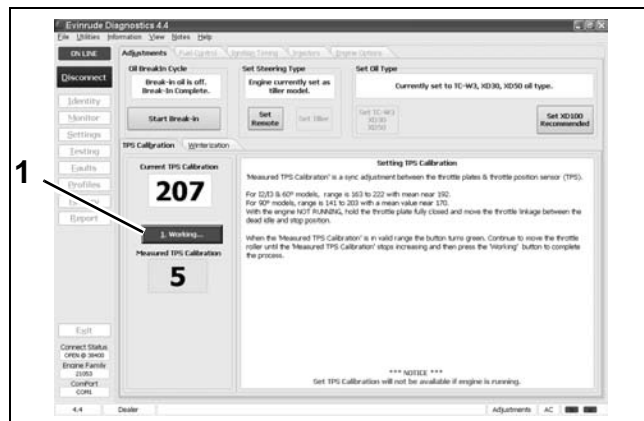 Evinrude Diagnostics 4.4
File Utilities Information View Notes Help
ON LINE
Adjustments Fuel Control Ignition Timing Injectors Engine Options
Disconnect
Identity
Monitor
Settings
Testing
Faults
Profiles
Report
Exit
Connect Status
OPEN @ 38400
Engine Family
21053
ComPort
COM1
Oil BreakIn Cycle
Break-in oil is off.
Break-In Complete.
Start Break-in
Set Steering Type
Engine currently set as
tiller model.
Set
Remote
Set Tiller
Set Oil Type
Currently set to TC-W3, XD30, XD50 oil type.
Set TC-W3
XD30
XD50
Set XD100
Recommended
TPS Calibration Winterization
Current TPS Calibration
207
1
1. Working...
Measured TPS Calibration
5
Setting TPS Calibration
'Measured TPS Calibration' is a sync adjustment between the throttle plates & throttle position sensor (TPS).
For I2/I3 & 60º models, range is 163 to 222 with mean near 192.
For 90º models, range is 141 to 203 with a mean value near 170.
With the engine NOT RUNNING, hold the throttle plate fully closed and move the throttle linkage between the
dead idle and stop position.
When the 'Measured TPS Calibration' is in valid range the button turns green. Continue to move the throttle
roller until the 'Measured TPS Calibration' stops increasing and then press the 'Working' button to complete
the process.
*** NOTICE ***
Set TPS Calibration will not be available if engine is running.
4.4 Dealer Adjustments AC